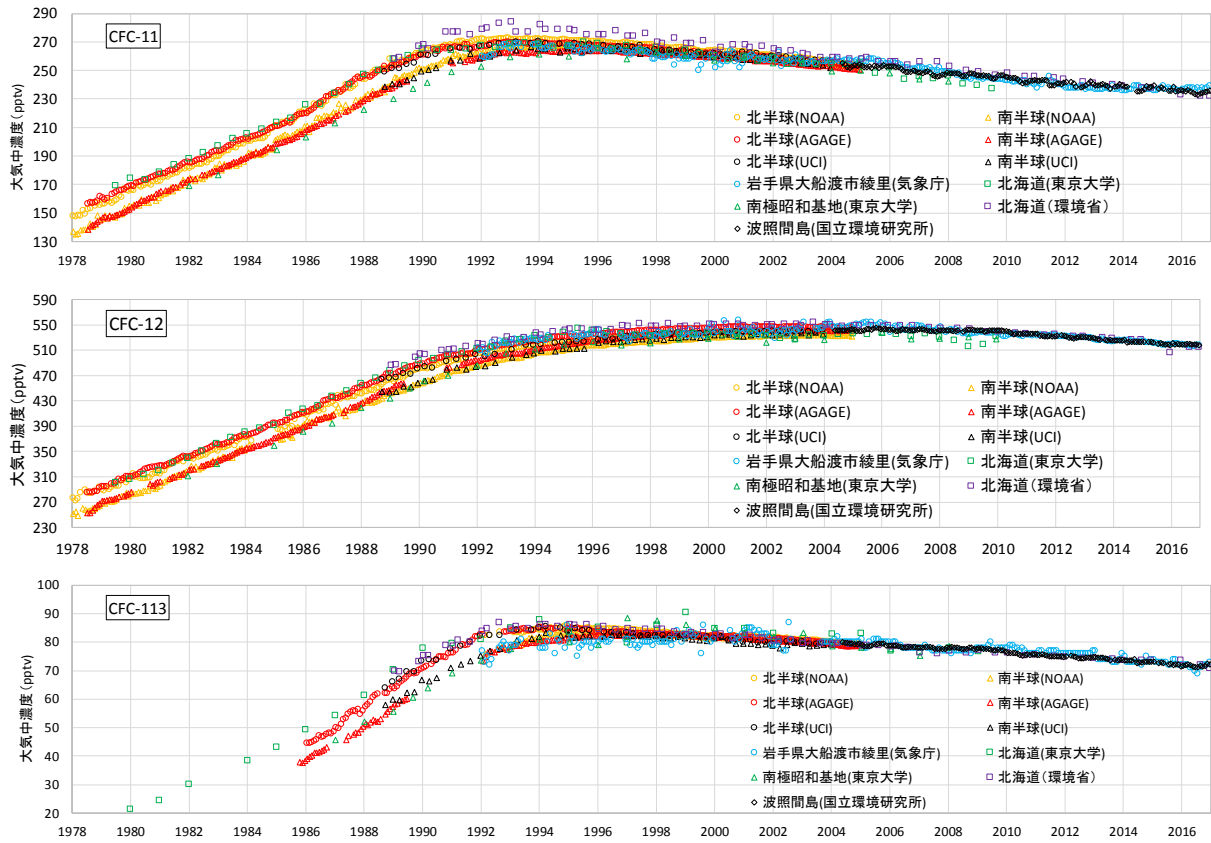 CFC-11
大気中濃度(pptv)
290
270
250
230
210
190
170
150
130
北半球(NOAA) 南半球(NOAA)
北半球(AGAGE) 南半球(AGAGE)
北半球(UCI) 南半球(UCI)
岩手県大船渡市綾里(気象庁) 北海道(東京大学)
南極昭和基地(東京大学) 北海道(環境省)
波照間島(国立環境研究所)
1978 1980 1982 1984 1986 1988 1990 1992 1994 1996 1998 2000 2002 2004 2006 2008 2010 2012 2014 2016
CFC-12
大気中濃度(pptv)
590
550
510
470
430
390
350
310
270
230
北半球(NOAA) 南半球(NOAA)
北半球(AGAGE) 南半球(AGAGE)
北半球(UCI) 南半球(UCI)
岩手県大船渡市綾里(気象庁) 北海道(東京大学)
南極昭和基地(東京大学) 北海道(環境省)
波照間島(国立環境研究所)
1978 1980 1982 1984 1986 1988 1990 1992 1994 1996 1998 2000 2002 2004 2006 2008 2010 2012 2014 2016
CFC-113
大気中濃度(pptv)
100
90
80
70
60
50
40
30
20
北半球(NOAA) 南半球(NOAA)
北半球(AGAGE) 南半球(AGAGE)
北半球(UCI) 南半球(UCI)
岩手県大船渡市綾里(気象庁) 北海道(東京大学)
南極昭和基地(東京大学) 北海道(環境省)
波照間島(国立環境研究所)
1978 1980 1982 1984 1986 1988 1990 1992 1994 1996 1998 2000 2002 2004 2006 2008 2010 2012 2014 2016